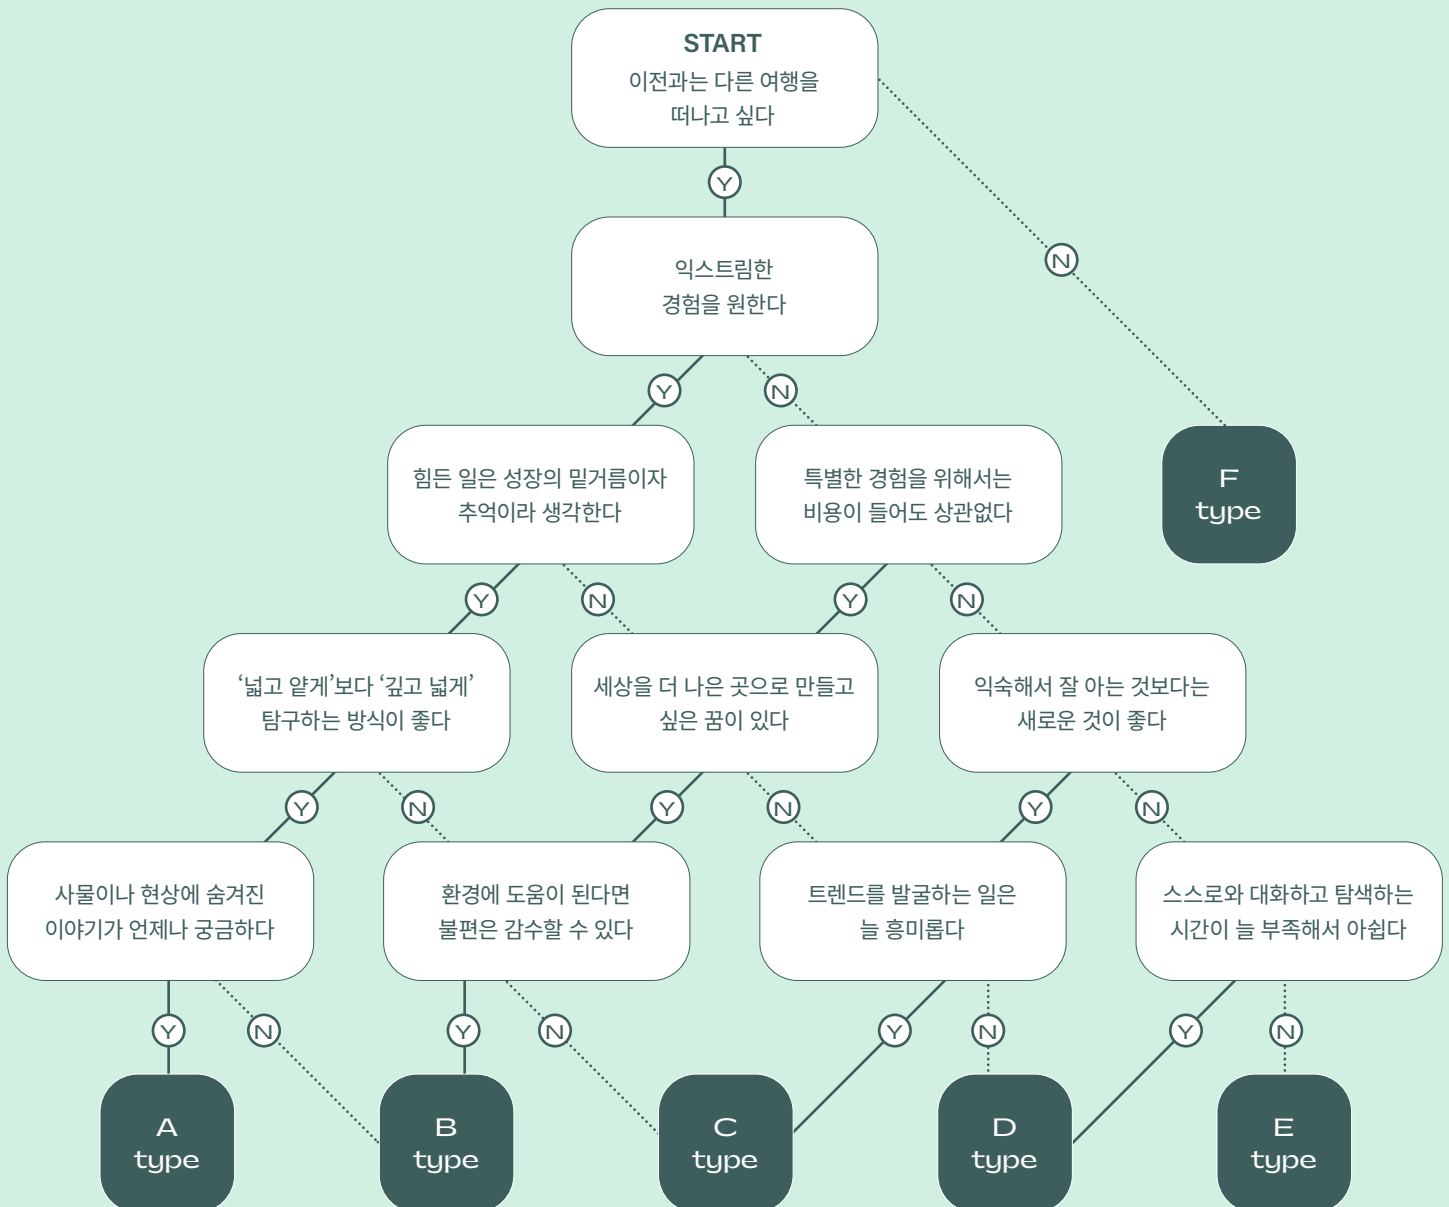 START
이전과는 다른 여행을
떠나고 싶다
Y
N
익스트림한
경험을 원한다
Y
N
힘든 일은 성장의 밑거름이자
추억이라 생각한다
특별한 경험을 위해서는
비용이 들어도 상관없다
F
type
Y
N
Y
N
‘넓고 얕게’보다 ‘깊고 넓게’
탐구하는 방식이 좋다
세상을 더 나은 곳으로 만들고
싶은 꿈이 있다
익숙해서 잘 아는 것보다는
새로운 것이 좋다
Y
N
Y
N
Y
N
사물이나 현상에 숨겨진
이야기가 언제나 궁금하다
환경에 도움이 된다면
불편은 감수할 수 있다
트렌드를 발굴하는 일은
늘 흥미롭다
스스로와 대화하고 탐색하는
시간이 늘 부족해서 아쉽다
Y
N
Y
N
Y
N
Y
N
A
type
B
type
C
type
D
type
E
type